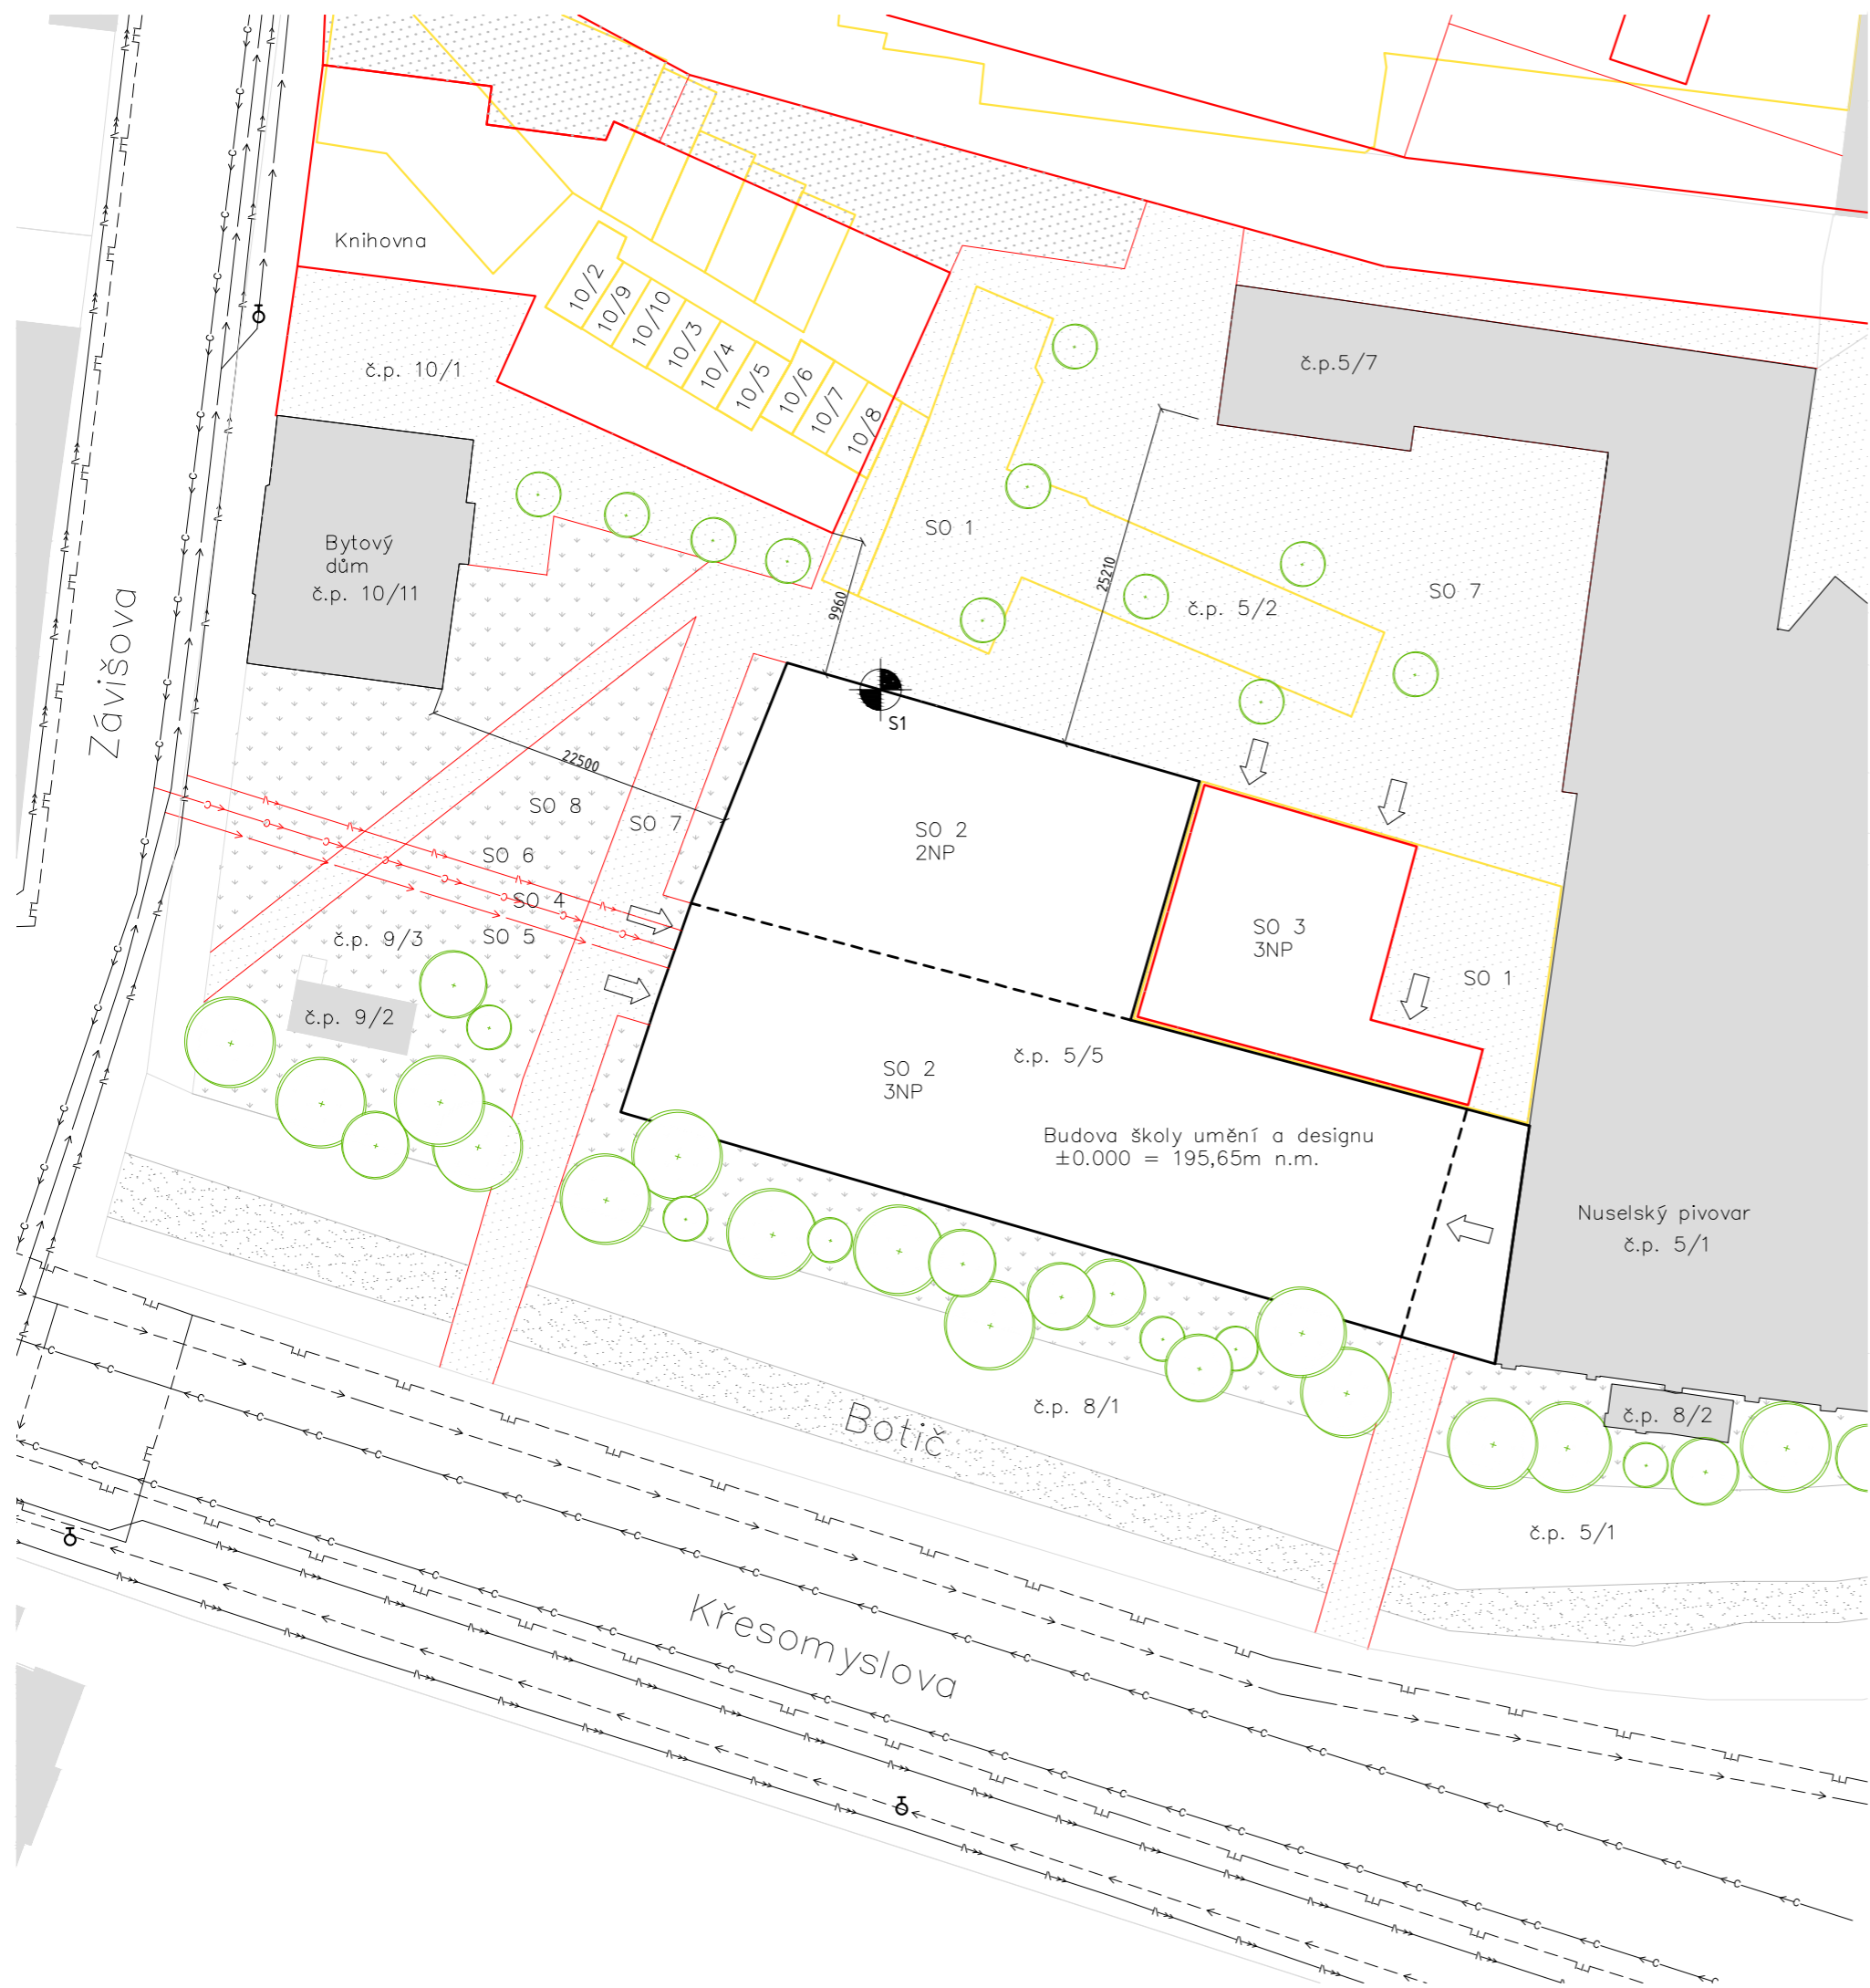 Knihovna
10/2
10/9
10/10
10/3
10/4
10/5
10/6
10/7
10/8
č.p. 10/1
č.p.5/7
Bytový
dům
č.p. 10/11
SO 1
25210
9960
č.p. 5/2
SO 7
Závišova
S1
22500
SO 8
SO 7
SO 6
SO 4
SO 5
SO 2
2NP
SO 3
3NP
SO 1
č.p. 9/3
č.p. 9/2
č.p. 5/5
SO 2
3NP
Budova školy umění a designu
±0.000 = 195,65m n.m.
Nuselský pivovar
č.p. 5/1
č.p. 8/1
č.p. 8/2
Botič
č.p. 5/1
Křesomyslova